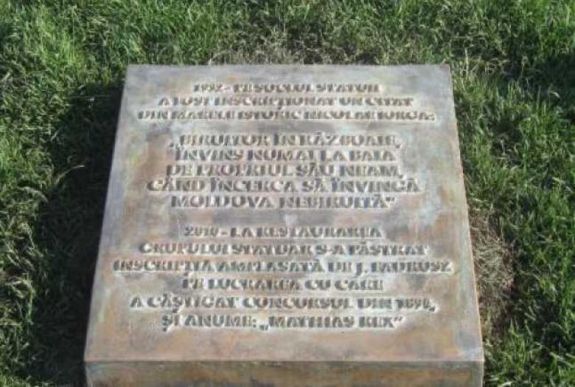 1992 - PE SOCLUL STATUII
A FOST INSCRIPȚIONAT UN CITAT
DIN MARELE ISTORIC NICOLAE IORGA:
„BIRUITOR ÎN RĂZBOAIE,
ÎNVINS NUMAI LA BAIA
DE PROPRIUL SĂU NEAM,
CÂND ÎNCERCA SĂ ÎNVINGĂ
MOLDOVA NEBIRUITĂ"
2010 - LA RESTAURAREA
GRUPULUI STATUAR S-A PĂSTRAT
INSCRIPȚIA AMPLASATĂ DE J. FADRUSZ
PE LUCRAREA CU CARE
A CÂȘTIGAT CONCURSUL DIN 1894,
ȘI ANUME: „MATHIAS REX"